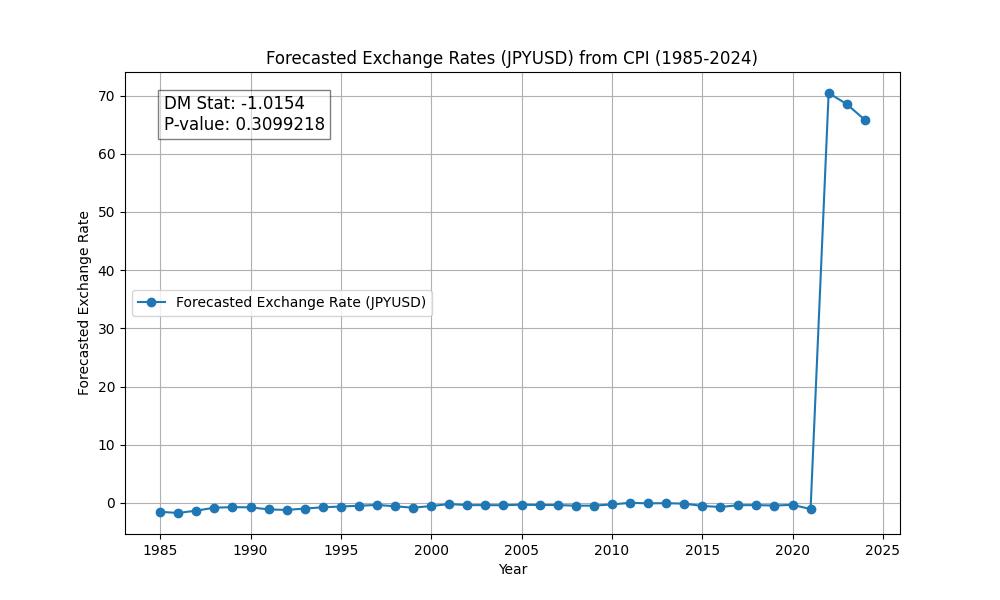 Forecasted Exchange Rates (JPYUSD) from CPI (1985-2024)
DM Stat: -1.0154
P-value: 0.3099218
Forecasted Exchange Rate
70
60
50
40
30
20
10
0
Forecasted Exchange Rate (JPYUSD)
1985 1990 1995 2000 2005 2010 2015 2020 2025
Year